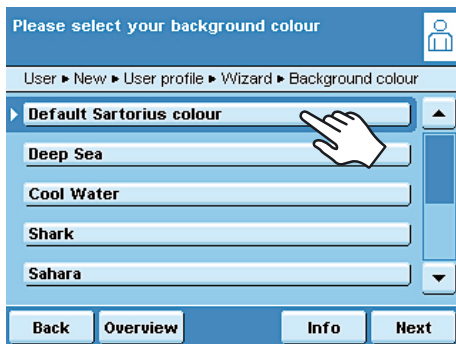 Please select your background colour
User ▸ New ▸ User profile ▸ Wizard ▸ Background colour
Default Sartorius colour
Deep Sea
Cool Water
Shark
Sahara
Back Overview Info Next